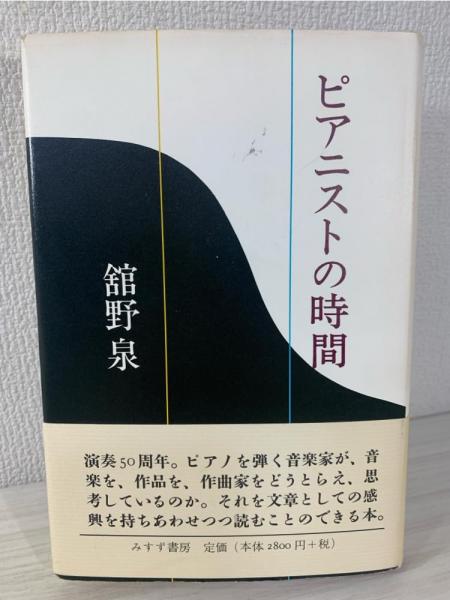 ピアニストの時間
舘野泉
演奏50周年。ピアノを弾く音楽家が、音
楽を、作品を、作曲家をどうとらえ、思
考しているのか。それを文章としての感
興を持ちあわせつつ読むことのできる本。
みすず書房 定価(本体2800円+税)